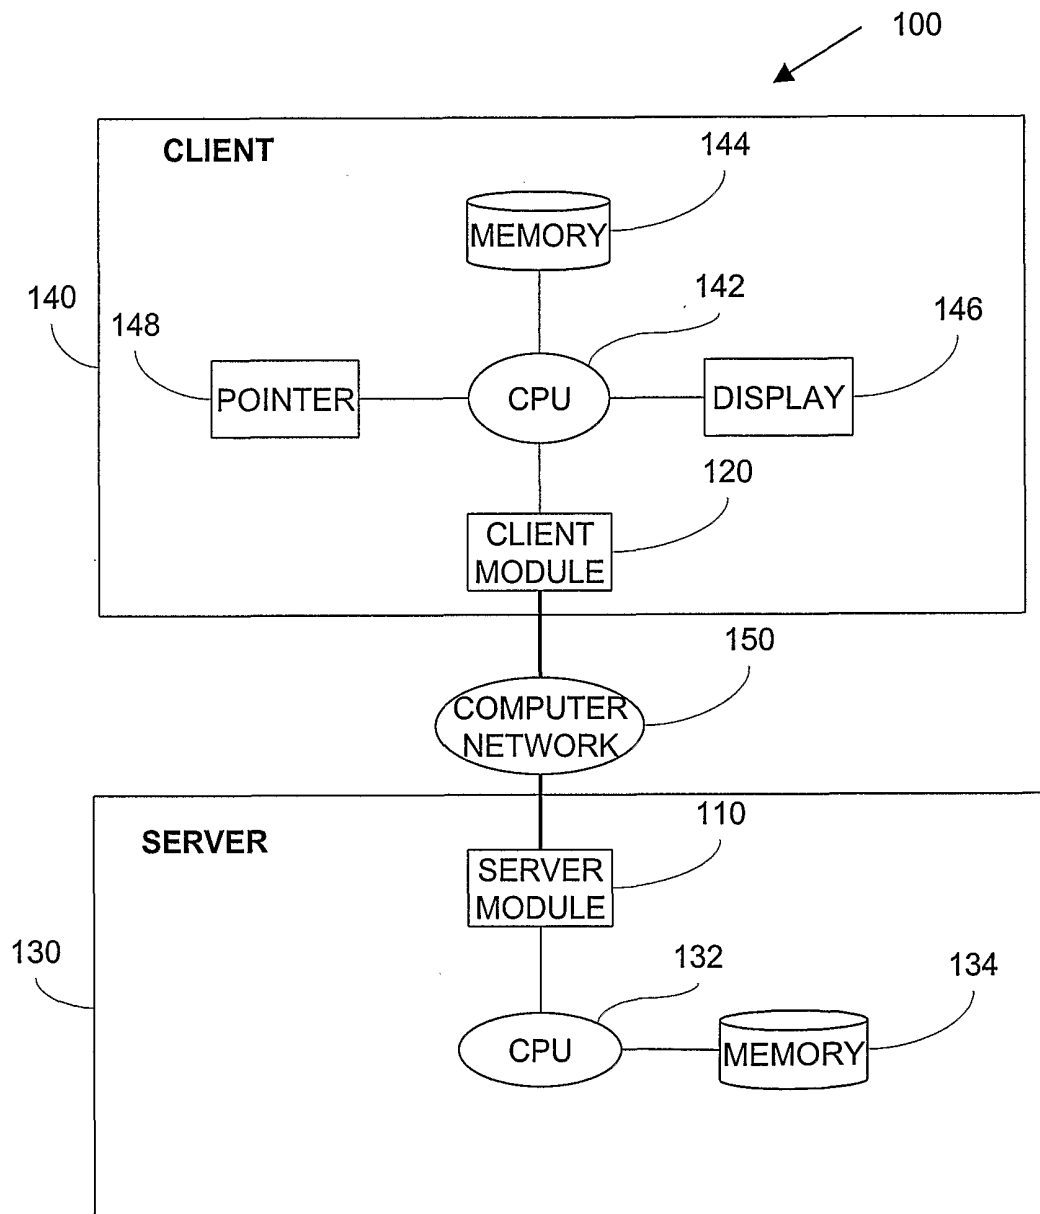 100
CLIENT
144
MEMORY
140
148
142
146
POINTER
CPU
DISPLAY
120
CLIENT
MODULE
150
COMPUTER
NETWORK
110
SERVER
SERVER
MODULE
130
132
134
CPU
MEMORY